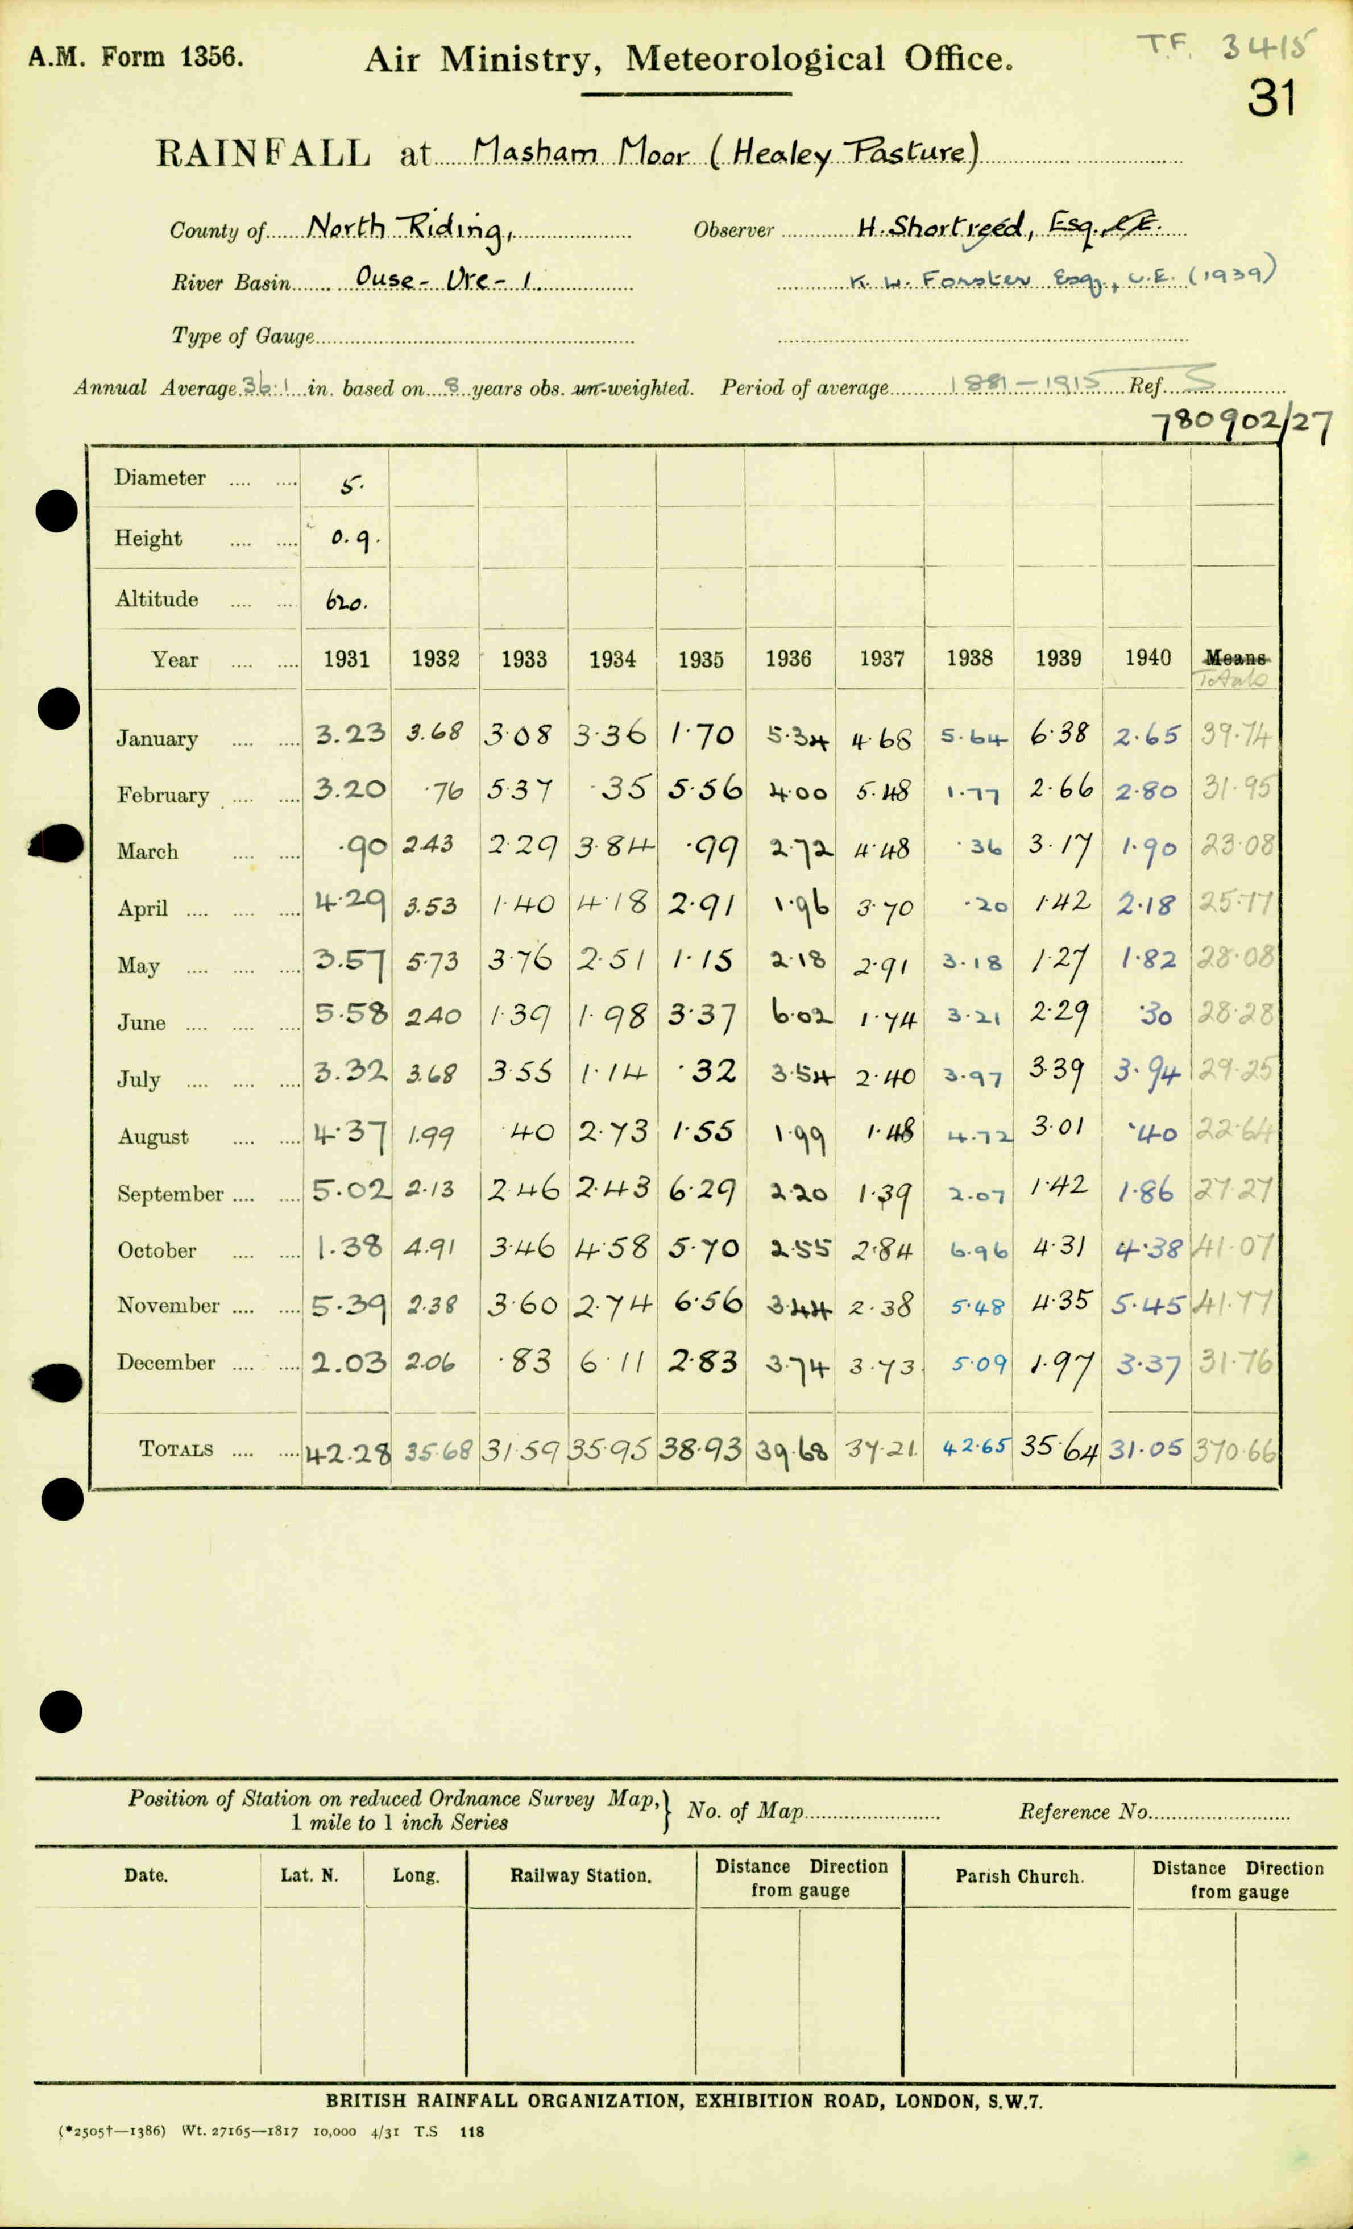 A.M. Form 1356.
Air Ministry, Meteorological Office.
T.F. 3415
31
RAINFALL at Masham Moor (Healey Pasture)
County of North Riding, Observer H. Shortreed, Esq., C.E.
River Basin Ouse - Ure - 1. K. W. Forster Esq., C.E. (1939)
Type of Gauge
Annual Average 36.1 in. based on 8 years obs. un-weighted. Period of average 1881-1915 Ref. S
780902/27
Diameter .... .... 5.
Height .... .... 0.9.
Altitude .... .... 620.
Year .... .... 1931 1932 1933 1934 1935 1936 1937 1938 1939 1940 Means
Totals
January .... .... 3.23 3.68 3.08 3.36 1.70 5.34 4.68 5.64 6.38 2.65 39.74
February .... .... 3.20 .76 5.37 .35 5.56 4.00 5.48 1.77 2.66 2.80 31.95
March .... .... .90 2.43 2.29 3.84 .99 2.72 4.48 .36 3.17 1.90 23.08
April .... .... .... 4.29 3.53 1.40 4.18 2.91 1.96 3.70 .20 1.42 2.18 25.77
May .... .... .... 3.57 5.73 3.76 2.51 1.15 2.18 2.91 3.18 1.27 1.82 28.08
June .... .... .... 5.58 2.40 1.39 1.98 3.37 6.02 1.74 3.21 2.29 .30 28.28
July .... .... .... 3.32 3.68 3.55 1.14 .32 3.54 2.40 3.97 3.39 3.94 29.25
August .... .... 4.37 1.99 .40 2.73 1.55 1.99 1.48 4.72 3.01 .40 22.64
September .... .... 5.02 2.13 2.46 2.43 6.29 2.20 1.39 2.07 1.42 1.86 27.27
October .... .... 1.38 4.91 3.46 4.58 5.70 2.55 2.84 6.96 4.31 4.38 41.07
November .... .... 5.39 2.38 3.60 2.74 6.56 3.44 2.38 5.48 4.35 5.45 41.77
December .... .... 2.03 2.06 .83 6.11 2.83 3.74 3.73 5.09 1.97 3.37 31.76
TOTALS .... .... 42.28 35.68 31.59 35.95 38.93 39.68 37.21 42.65 35.64 31.05 370.66
Position of Station on reduced Ordnance Survey Map,
1 mile to 1 inch Series } No. of Map Reference No.
Date. Lat. N. Long. Railway Station. Distance Direction from gauge Parish Church. Distance Direction from gauge
BRITISH RAINFALL ORGANIZATION, EXHIBITION ROAD, LONDON, S.W.7.
(*2505†—1386) Wt. 27165—1817 10,000 4/31 T.S 118